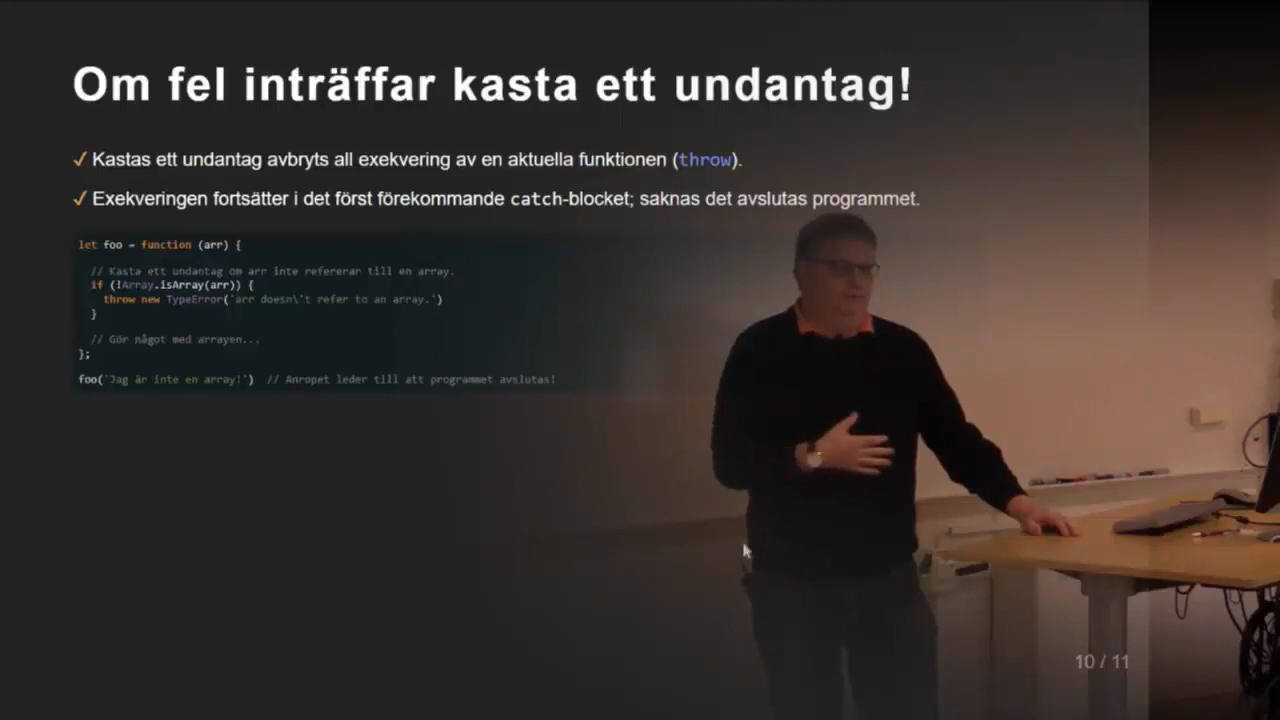 Om fel inträffar kasta ett undantag!
✓ Kastas ett undantag avbryts all exekvering av en aktuella funktionen (throw).
✓ Exekveringen fortsätter i det först förekommande catch-blocket; saknas det avslutas programmet.
let foo = function (arr) {
// Kasta ett undantag om arr inte refererar till en array.
if (!Array.isArray(arr)) {
throw new TypeError('arr doesn\'t refer to an array.')
}
// Gör något med arrayen...
};
foo('Jag är inte en array!') // Anropet leder till att programmet avslutas!
10 / 11